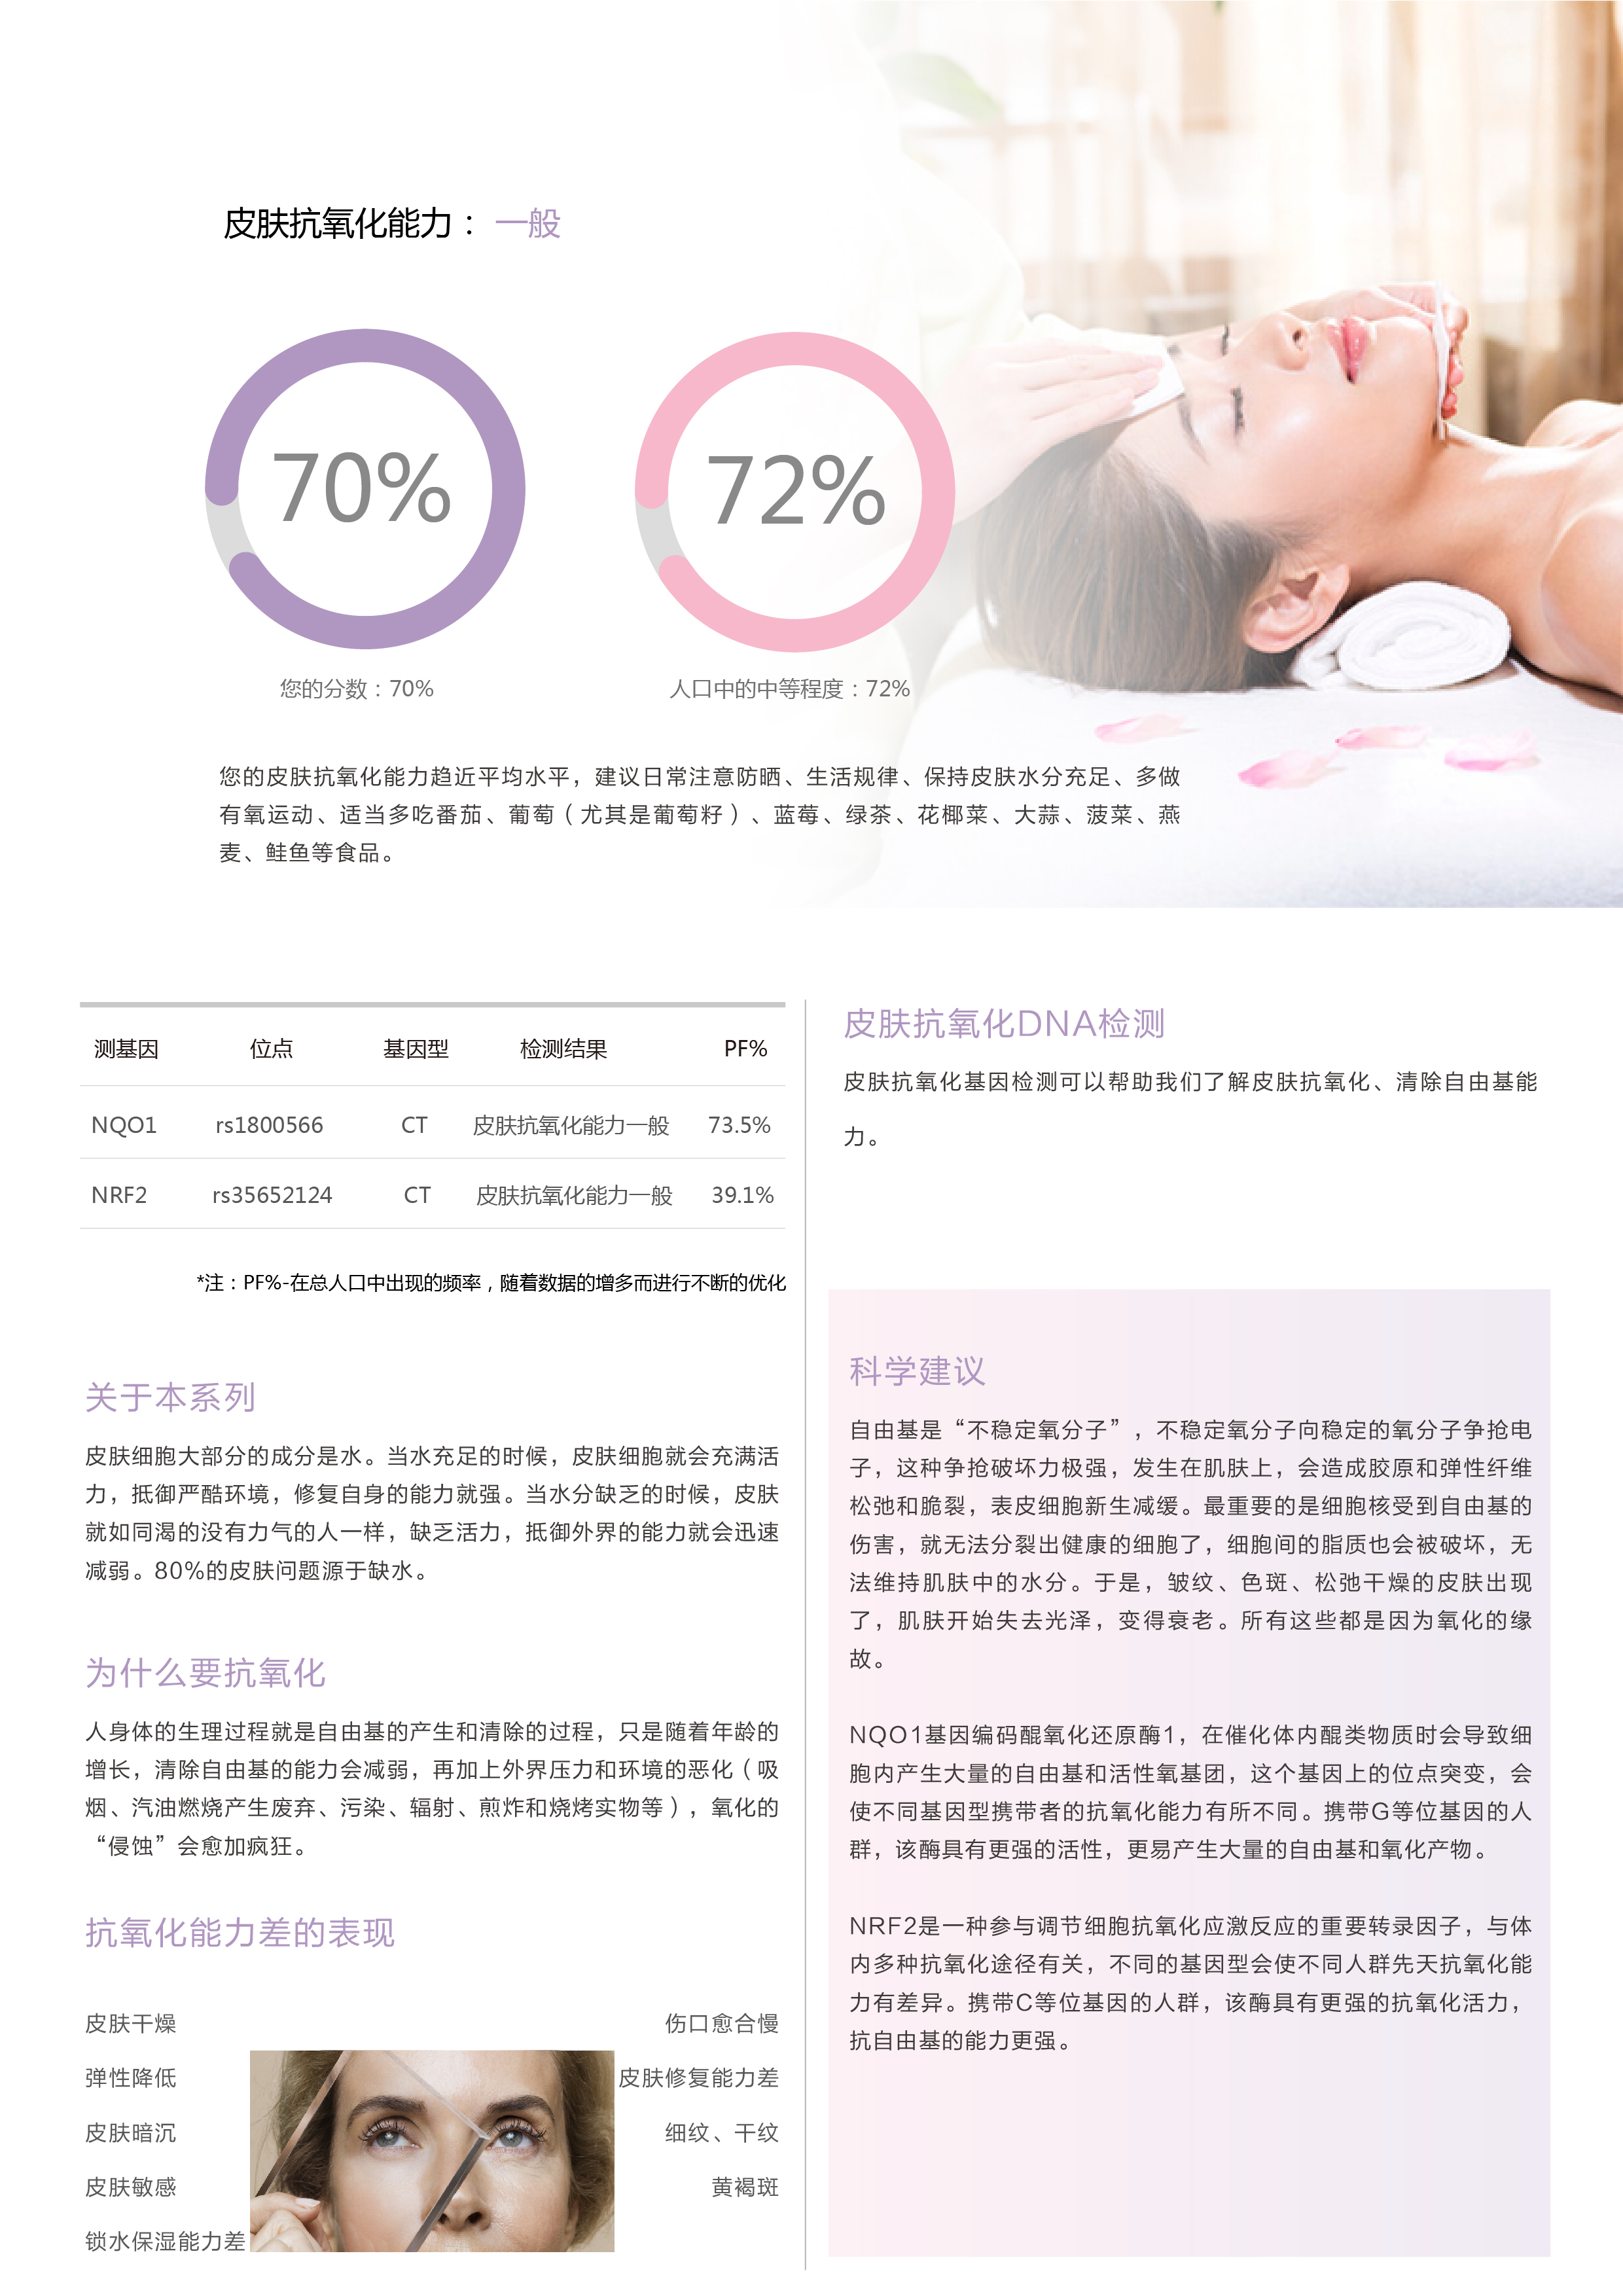 皮肤抗氧化能力： 一般
70%
72%
您的分数：70%
人口中的中等程度：72%
您的皮肤抗氧化能力趋近平均水平，建议日常注意防晒、生活规律、保持皮肤水分充足、多做
有氧运动、适当多吃番茄、葡萄（尤其是葡萄籽）、蓝莓、绿茶、花椰菜、大蒜、菠菜、燕
麦、鲑鱼等食品。
测基因 位点 基因型 检测结果 PF%
NQO1 rs1800566 CT 皮肤抗氧化能力一般 73.5%
NRF2 rs35652124 CT 皮肤抗氧化能力一般 39.1%
*注：PF%-在总人口中出现的频率，随着数据的增多而进行不断的优化
关于本系列
皮肤细胞大部分的成分是水。当水充足的时候，皮肤细胞就会充满活
力，抵御严酷环境，修复自身的能力就强。当水分缺乏的时候，皮肤
就如同渴的没有力气的人一样，缺乏活力，抵御外界的能力就会迅速
减弱。80%的皮肤问题源于缺水。
为什么要抗氧化
人身体的生理过程就是自由基的产生和清除的过程，只是随着年龄的
增长，清除自由基的能力会减弱，再加上外界压力和环境的恶化（吸
烟、汽油燃烧产生废弃、污染、辐射、煎炸和烧烤实物等），氧化的
“侵蚀”会愈加疯狂。
抗氧化能力差的表现
皮肤干燥
弹性降低
皮肤暗沉
皮肤敏感
锁水保湿能力差
伤口愈合慢
皮肤修复能力差
细纹、干纹
黄褐斑
皮肤抗氧化DNA检测
皮肤抗氧化基因检测可以帮助我们了解皮肤抗氧化、清除自由基能
力。
科学建议
自由基是“不稳定氧分子”，不稳定氧分子向稳定的氧分子争抢电
子，这种争抢破坏力极强，发生在肌肤上，会造成胶原和弹性纤维
松弛和脆裂，表皮细胞新生减缓。最重要的是细胞核受到自由基的
伤害，就无法分裂出健康的细胞了，细胞间的脂质也会被破坏，无
法维持肌肤中的水分。于是，皱纹、色斑、松弛干燥的皮肤出现
了，肌肤开始失去光泽，变得衰老。所有这些都是因为氧化的缘
故。
NQO1基因编码醌氧化还原酶1，在催化体内醌类物质时会导致细
胞内产生大量的自由基和活性氧基团，这个基因上的位点突变，会
使不同基因型携带者的抗氧化能力有所不同。携带G等位基因的人
群，该酶具有更强的活性，更易产生大量的自由基和氧化产物。
NRF2是一种参与调节细胞抗氧化应激反应的重要转录因子，与体
内多种抗氧化途径有关，不同的基因型会使不同人群先天抗氧化能
力有差异。携带C等位基因的人群，该酶具有更强的抗氧化活力，
抗自由基的能力更强。